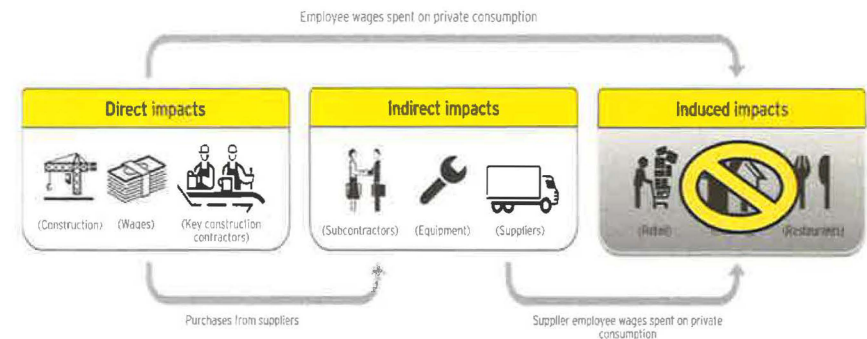 Employee wages spent on private consumption
Direct impacts
Indirect impacts
Induced impacts
(Construction) (Wages) (Key construction
contractors)
(Subcontractors) (Equipment) (Suppliers)
(Retail) (Restaurants)
Purchases from suppliers
Supplier employee wages spent on private
consumption